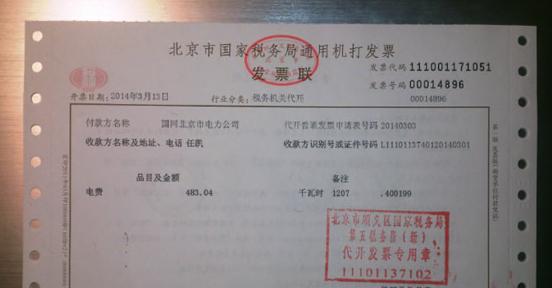 北京市国家税务局通用机打发票
发票联
发票代码 111001171051
发票号码 00014896
开票日期：2014年3月13日
行业分类：税务机关代开
00014896
付款方名称 国网北京市电力公司
代开普通发票申请表号码 20140303
收款方名称及地址、电话 任凯
收款方识别号或证件号码 L1110113740120140301
品目及金额
备注
电费 483.04
千瓦时 1207 .400199
北京市顺义区国家税务局
代开发票专用章
11101137102